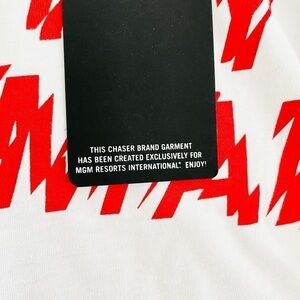 THIS CHASER BRAND GARMENT
HAS BEEN CREATED EXCLUSIVELY FOR
MGM RESORTS INTERNATIONAL. ENJOY!